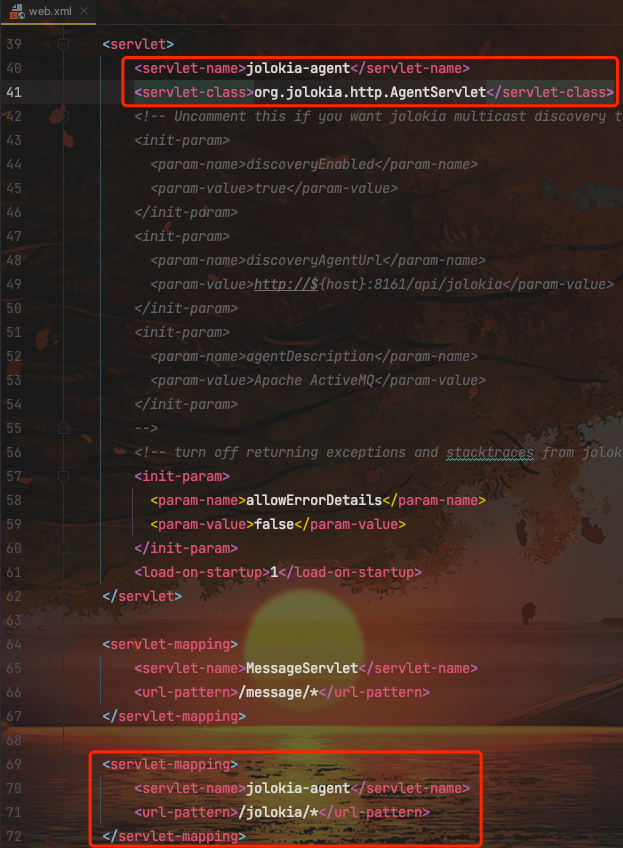 web.xml
39 <servlet>
40 <servlet-name>jolokia-agent</servlet-name>
41 <servlet-class>org.jolokia.http.AgentServlet</servlet-class>
42 <!-- Uncomment this if you want jolokia multicast discovery t
43 <init-param>
44 <param-name>discoveryEnabled</param-name>
45 <param-value>true</param-value>
46 </init-param>
47 <init-param>
48 <param-name>discoveryAgentUrl</param-name>
49 <param-value>http://${host}:8161/api/jolokia</param-value>
50 </init-param>
51 <init-param>
52 <param-name>agentDescription</param-name>
53 <param-value>Apache ActiveMQ</param-value>
54 </init-param>
55 -->
56 <!-- turn off returning exceptions and stacktraces from jolok
57 <init-param>
58 <param-name>allowErrorDetails</param-name>
59 <param-value>false</param-value>
60 </init-param>
61 <load-on-startup>1</load-on-startup>
62 </servlet>
63
64 <servlet-mapping>
65 <servlet-name>MessageServlet</servlet-name>
66 <url-pattern>/message/*</url-pattern>
67 </servlet-mapping>
68
69 <servlet-mapping>
70 <servlet-name>jolokia-agent</servlet-name>
71 <url-pattern>/jolokia/*</url-pattern>
72 </servlet-mapping>